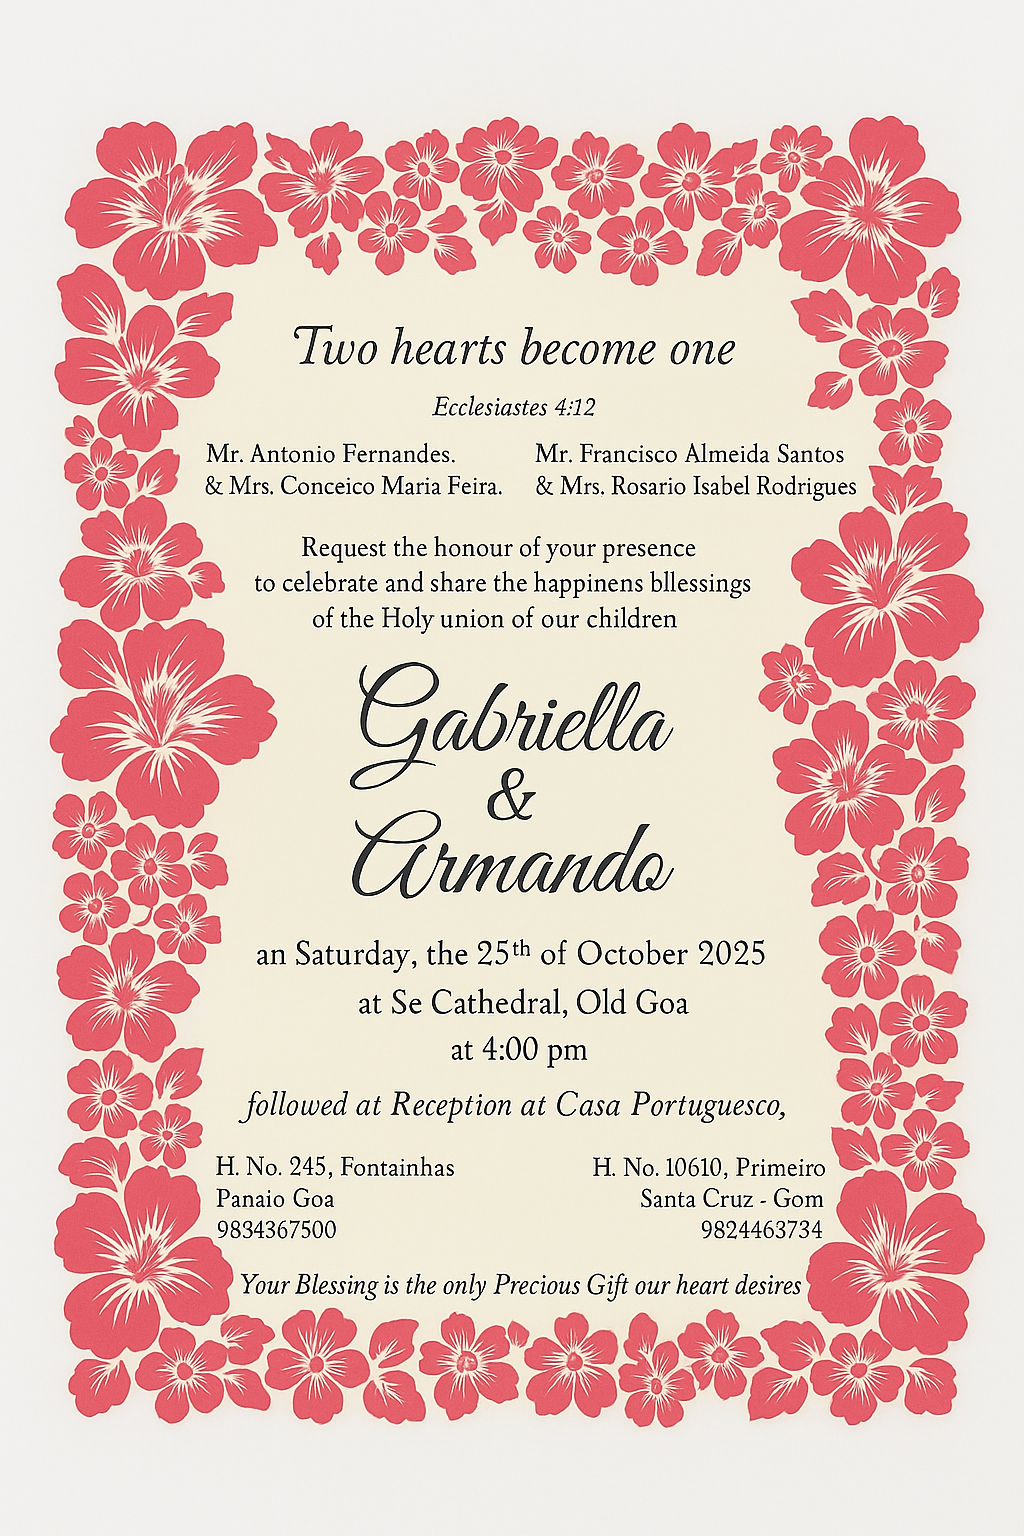 Two hearts become one
Ecclesiastes 4:12
Mr. Antonio Fernandes.
& Mrs. Conceico Maria Feira.
Mr. Francisco Almeida Santos
& Mrs. Rosario Isabel Rodrigues
Request the honour of your presence
to celebrate and share the happinens bllessings
of the Holy union of our children
Gabriella
&
Armando
an Saturday, the 25th of October 2025
at Se Cathedral, Old Goa
at 4:00 pm
followed at Reception at Casa Portuguesco,
H. No. 245, Fontainhas
Panaio Goa
9834367500
H. No. 10610, Primeiro
Santa Cruz - Gom
9824463734
Your Blessing is the only Precious Gift our heart desires